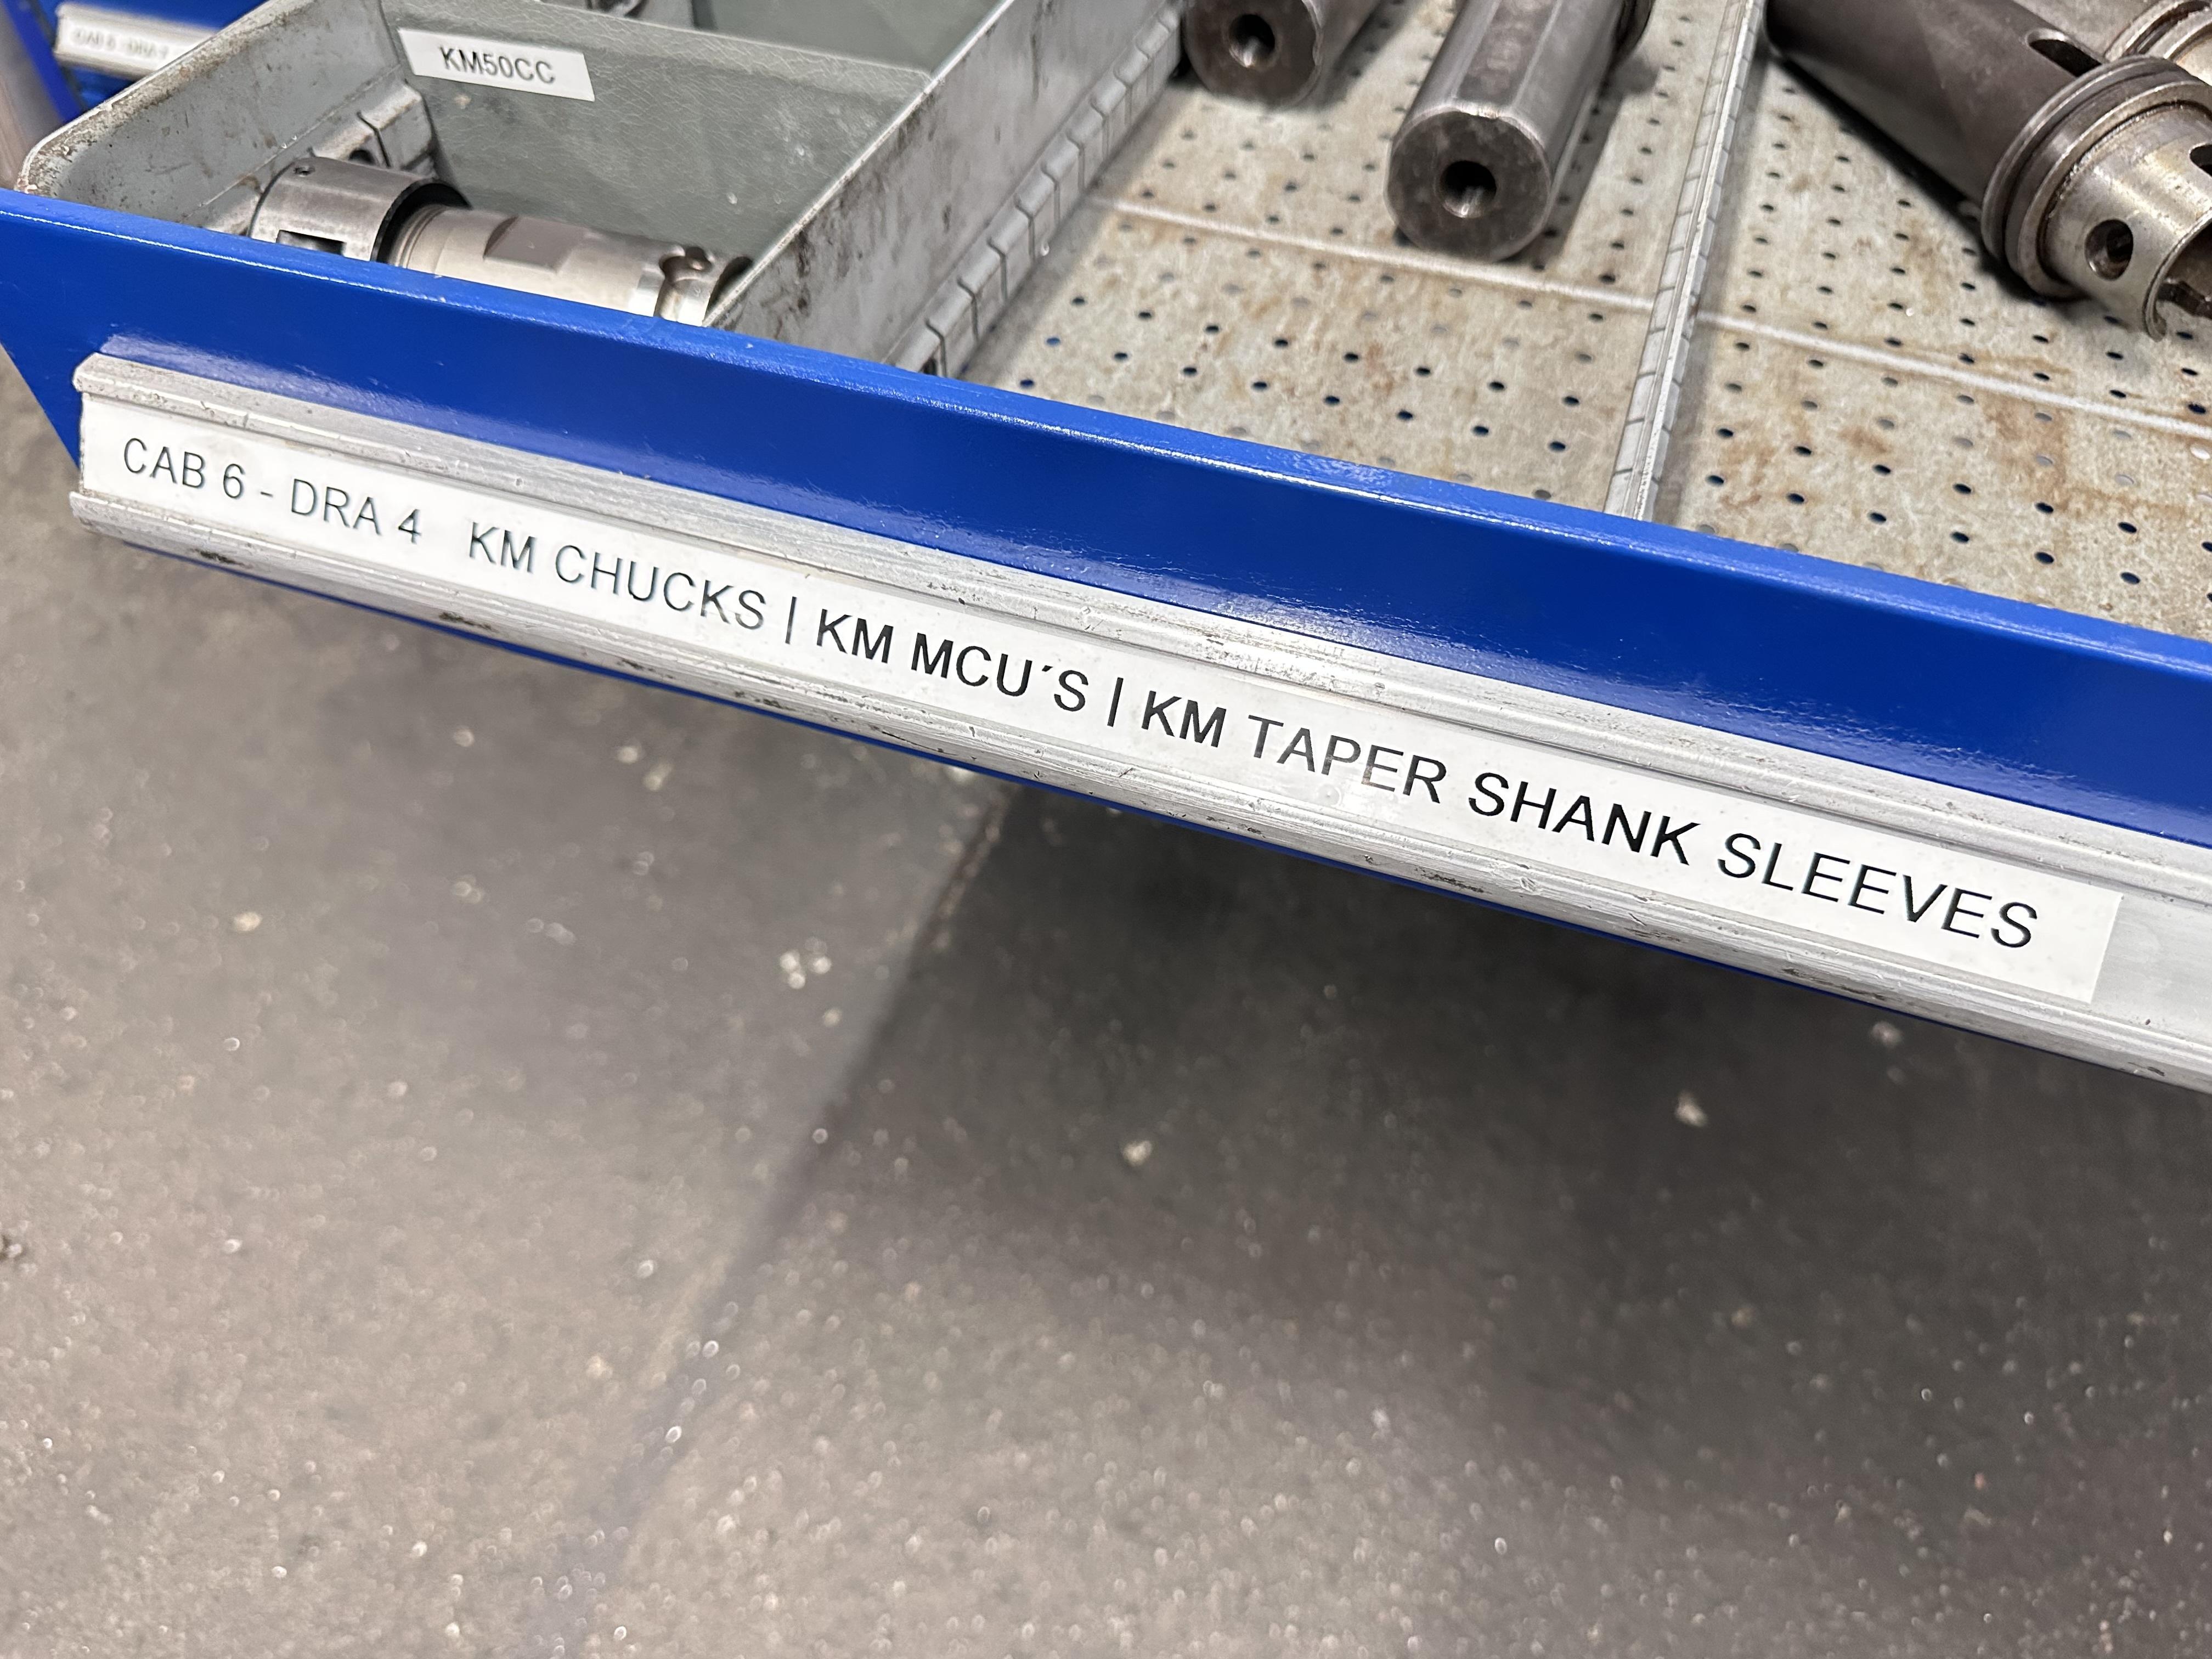 KM50CC
CAB 6 - DRA 4 KM CHUCKS | KM MCU´S | KM TAPER SHANK SLEEVES